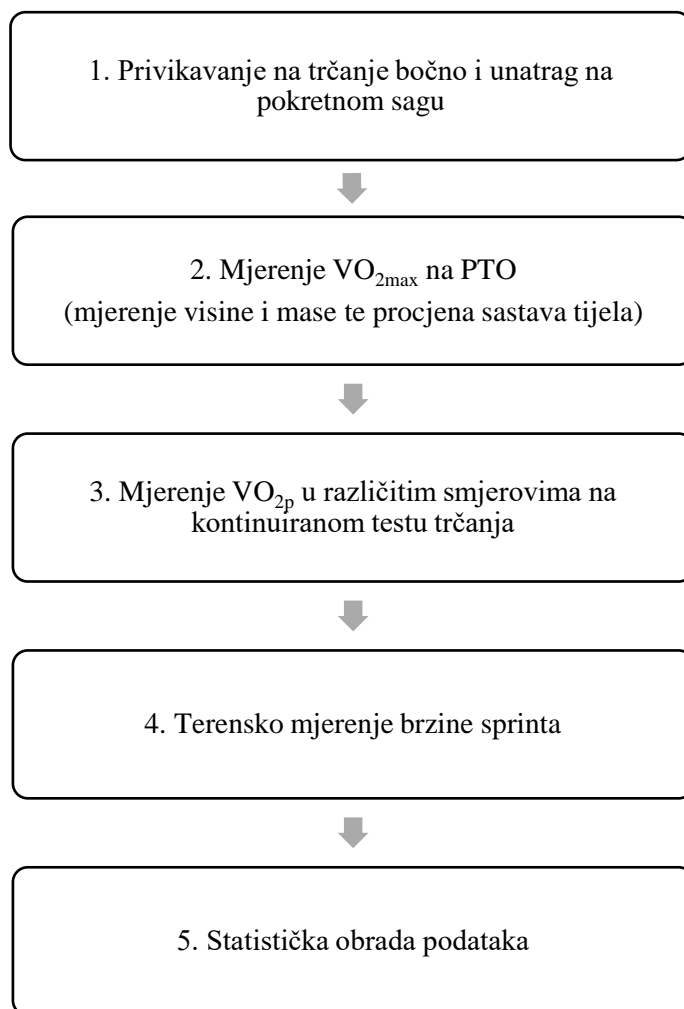 1. Privikavanje na trčanje bočno i unatrag na
pokretnom sagu
2. Mjerenje VO₂max na PTO
(mjerenje visine i mase te procjena sastava tijela)
3. Mjerenje VO₂p u različitim smjerovima na
kontinuiranom testu trčanja
4. Terensko mjerenje brzine sprinta
5. Statistička obrada podataka